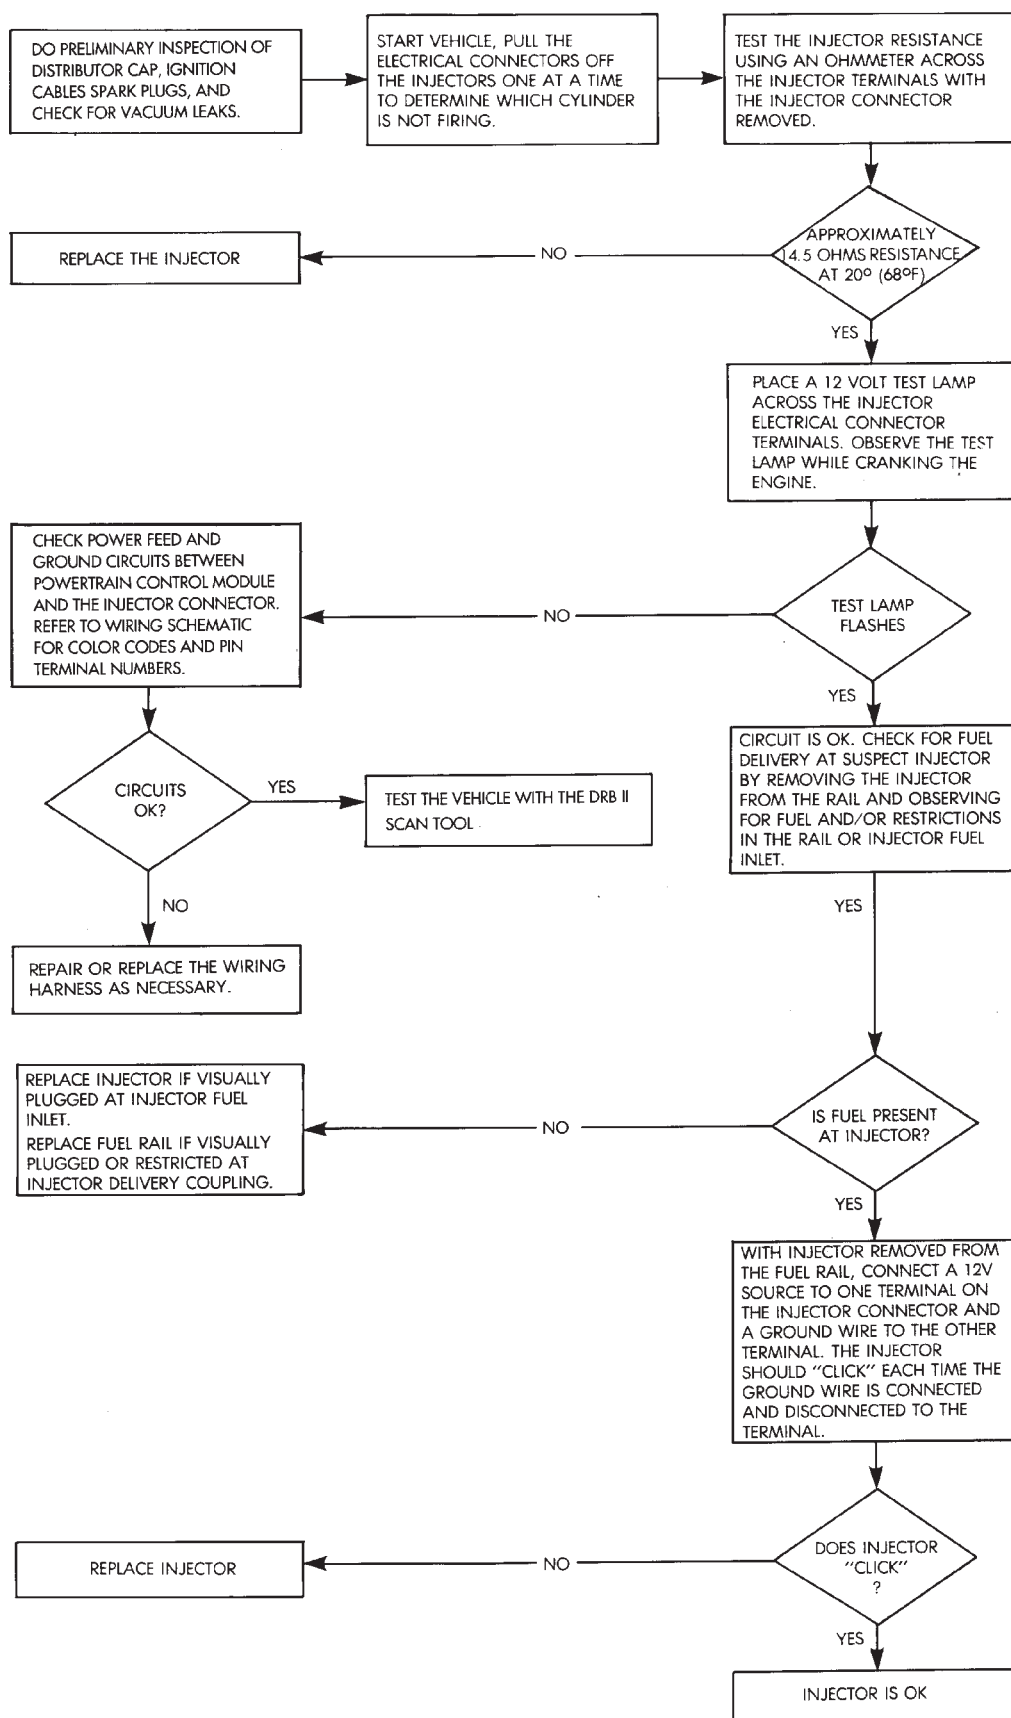 DO PRELIMINARY INSPECTION OF
DISTRIBUTOR CAP, IGNITION
CABLES SPARK PLUGS, AND
CHECK FOR VACUUM LEAKS.
START VEHICLE, PULL THE
ELECTRICAL CONNECTORS OFF
THE INJECTORS ONE AT A TIME
TO DETERMINE WHICH CYLINDER
IS NOT FIRING.
TEST THE INJECTOR RESISTANCE
USING AN OHMMETER ACROSS
THE INJECTOR TERMINALS WITH
THE INJECTOR CONNECTOR
REMOVED.
APPROXIMATELY
14.5 OHMS RESISTANCE
AT 20° (68°F)
NO
REPLACE THE INJECTOR
YES
PLACE A 12 VOLT TEST LAMP
ACROSS THE INJECTOR
ELECTRICAL CONNECTOR
TERMINALS. OBSERVE THE TEST
LAMP WHILE CRANKING THE
ENGINE.
TEST LAMP
FLASHES
NO
CHECK POWER FEED AND
GROUND CIRCUITS BETWEEN
POWERTRAIN CONTROL MODULE
AND THE INJECTOR CONNECTOR.
REFER TO WIRING SCHEMATIC
FOR COLOR CODES AND PIN
TERMINAL NUMBERS.
CIRCUITS
OK?
YES
TEST THE VEHICLE WITH THE DRB II
SCAN TOOL.
NO
REPAIR OR REPLACE THE WIRING
HARNESS AS NECESSARY.
YES
CIRCUIT IS OK. CHECK FOR FUEL
DELIVERY AT SUSPECT INJECTOR
BY REMOVING THE INJECTOR
FROM THE RAIL AND OBSERVING
FOR FUEL AND/OR RESTRICTIONS
IN THE RAIL OR INJECTOR FUEL
INLET.
YES
IS FUEL PRESENT
AT INJECTOR?
NO
REPLACE INJECTOR IF VISUALLY
PLUGGED AT INJECTOR FUEL
INLET.
REPLACE FUEL RAIL IF VISUALLY
PLUGGED OR RESTRICTED AT
INJECTOR DELIVERY COUPLING.
YES
WITH INJECTOR REMOVED FROM
THE FUEL RAIL, CONNECT A 12V
SOURCE TO ONE TERMINAL ON
THE INJECTOR CONNECTOR AND
A GROUND WIRE TO THE OTHER
TERMINAL. THE INJECTOR
SHOULD "CLICK" EACH TIME THE
GROUND WIRE IS CONNECTED
AND DISCONNECTED TO THE
TERMINAL.
DOES INJECTOR
"CLICK"
?
NO
REPLACE INJECTOR
YES
INJECTOR IS OK